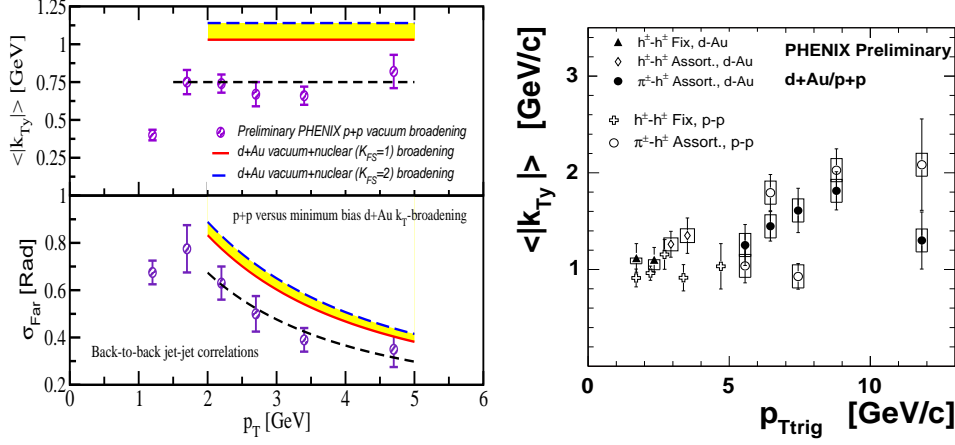 1.5
1.25
1
0.75
0.5
0.25
1
<|k_Ty|> [GeV]
Preliminary PHENIX p+p vacuum broadening
d+Au vacuum+nuclear (K_FS=1) broadening
d+Au vacuum+nuclear (K_FS=2) broadening
0.8
0.6
0.4
0.2
σ_Far [Rad]
p+p versus minimum bias d+Au k_T-broadening
Back-to-back jet-jet correlations
0 1 2 3 4 5 6
p_T [GeV]
<|k_Ty|> [GeV/c]
3
2
1
0
h±-h± Fix, d-Au
h±-h± Assort., d-Au
π±-h± Assort., d-Au
h±-h± Fix, p-p
π±-h± Assort., p-p
PHENIX Preliminary
d+Au/p+p
0 5 10
p_Ttrig [GeV/c]